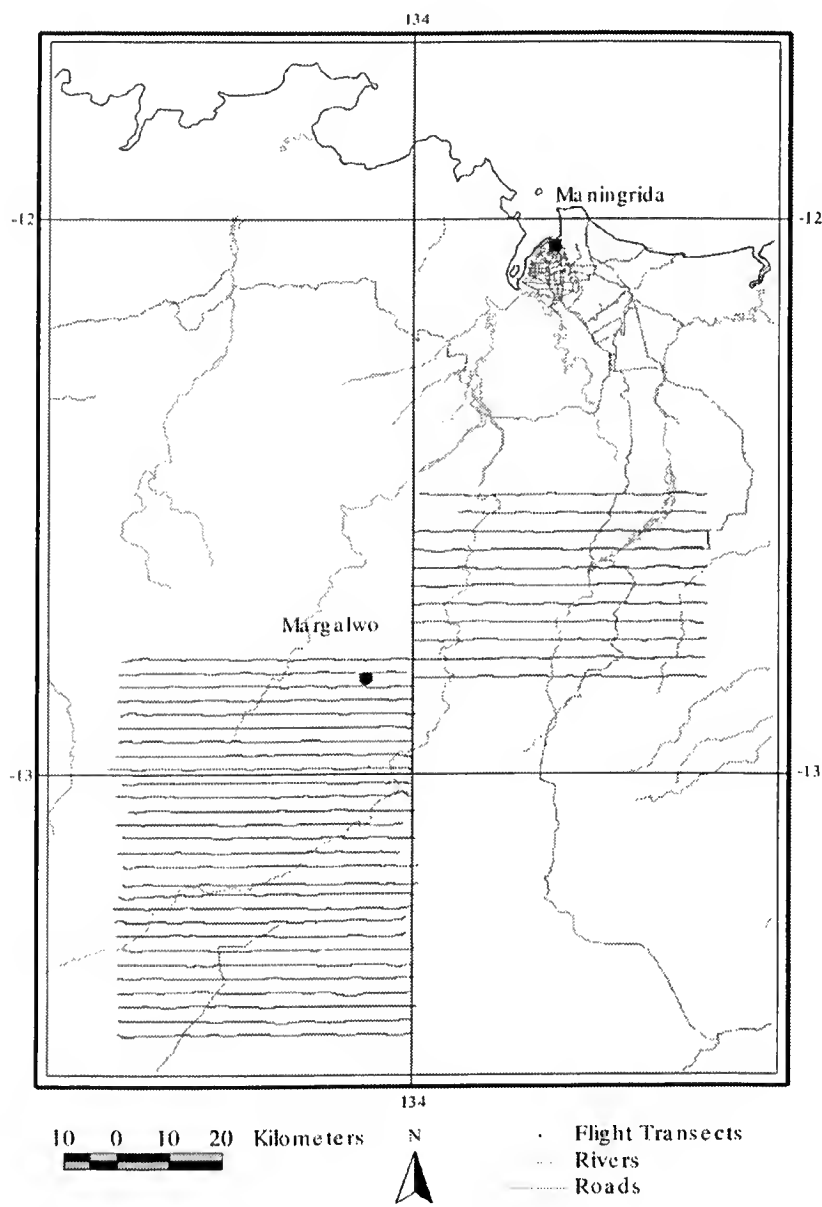 134
Maningrida
-12 -12
Margalwo
-13 -13
134
10 0 10 20 Kilometers N Flight Transects
Rivers
Roads